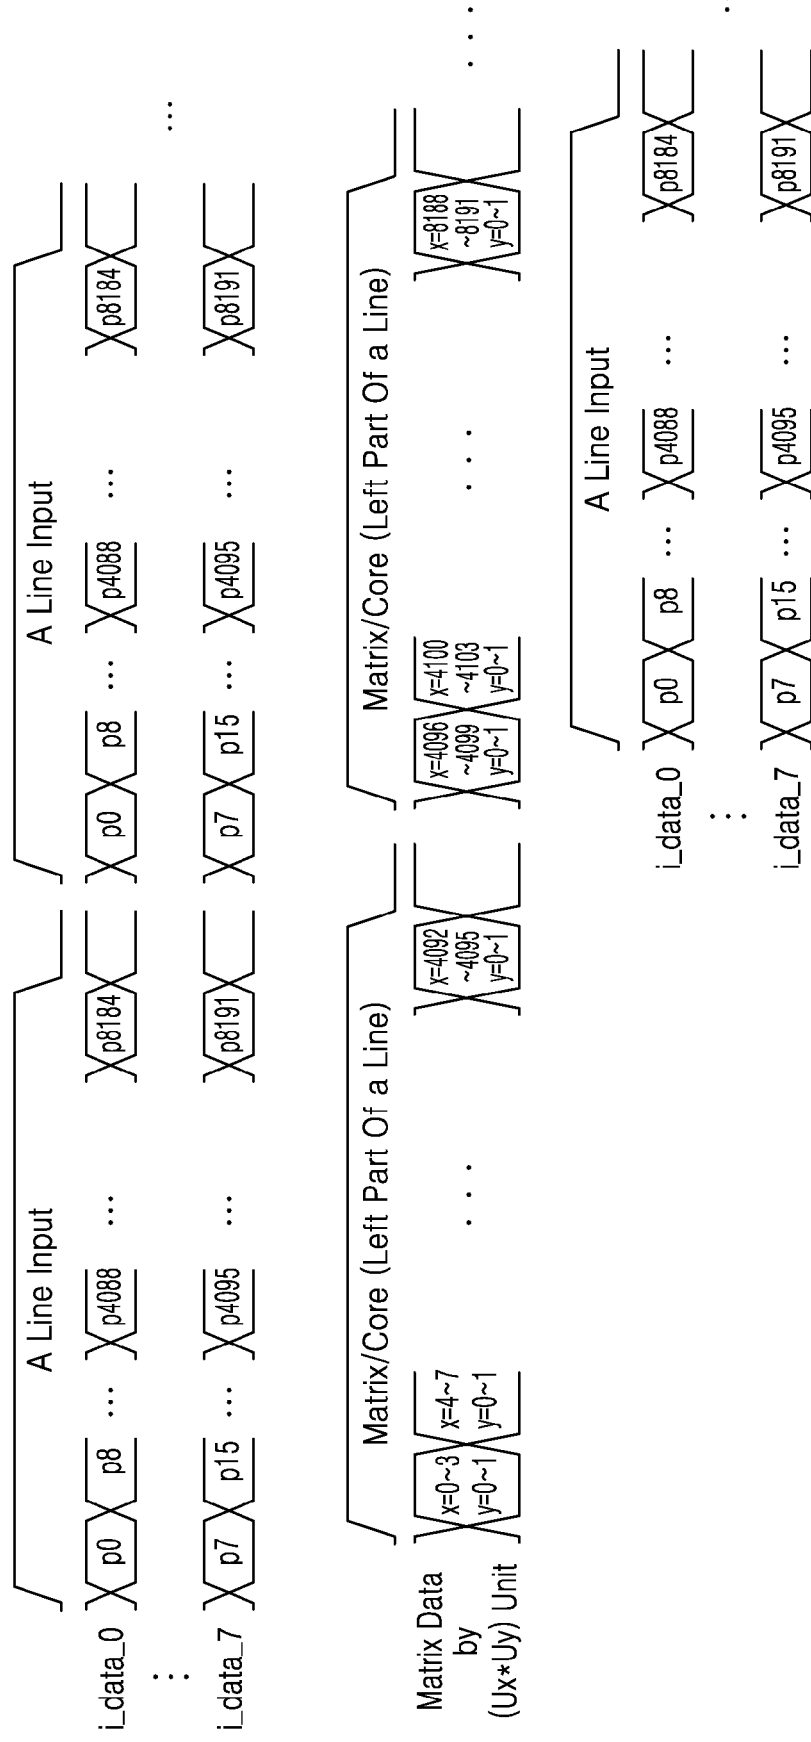 A Line Input
A Line Input
i_data_0 p0 p8 ... p4088 ... p8184 p0 p8 ... p4088 ... p8184
⋮ ...
i_data_7 p7 p15 ... p4095 ... p8191 p7 p15 ... p4095 ... p8191
Matrix/Core (Left Part Of a Line)
Matrix/Core (Left Part Of a Line)
Matrix Data
by
(Ux*Uy) Unit
x=0~3
y=0~1
x=4~7
y=0~1
. . .
x=4092
~4095
y=0~1
x=4096
~4099
y=0~1
x=4100
~4103
y=0~1
. . .
x=8188
~8191
y=0~1
. . .
A Line Input
i_data_0 p0 p8 ... p4088 ... p8184
⋮
i_data_7 p7 p15 ... p4095 ... p8191